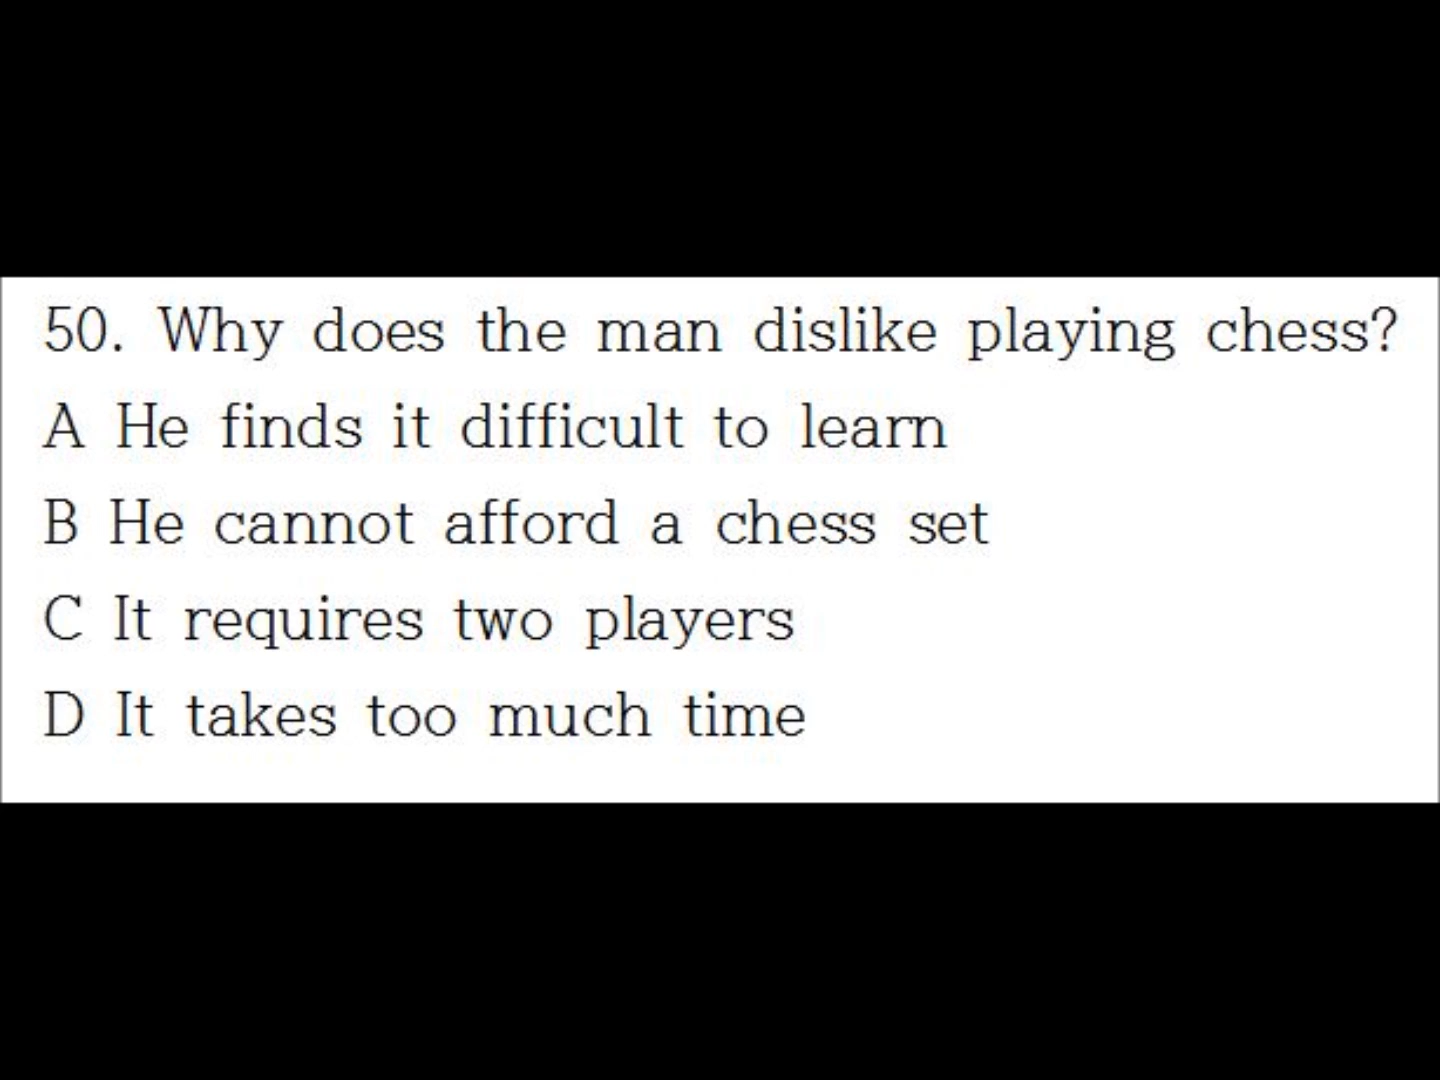 50. Why does the man dislike playing chess?
A He finds it difficult to learn
B He cannot afford a chess set
C It requires two players
D It takes too much time